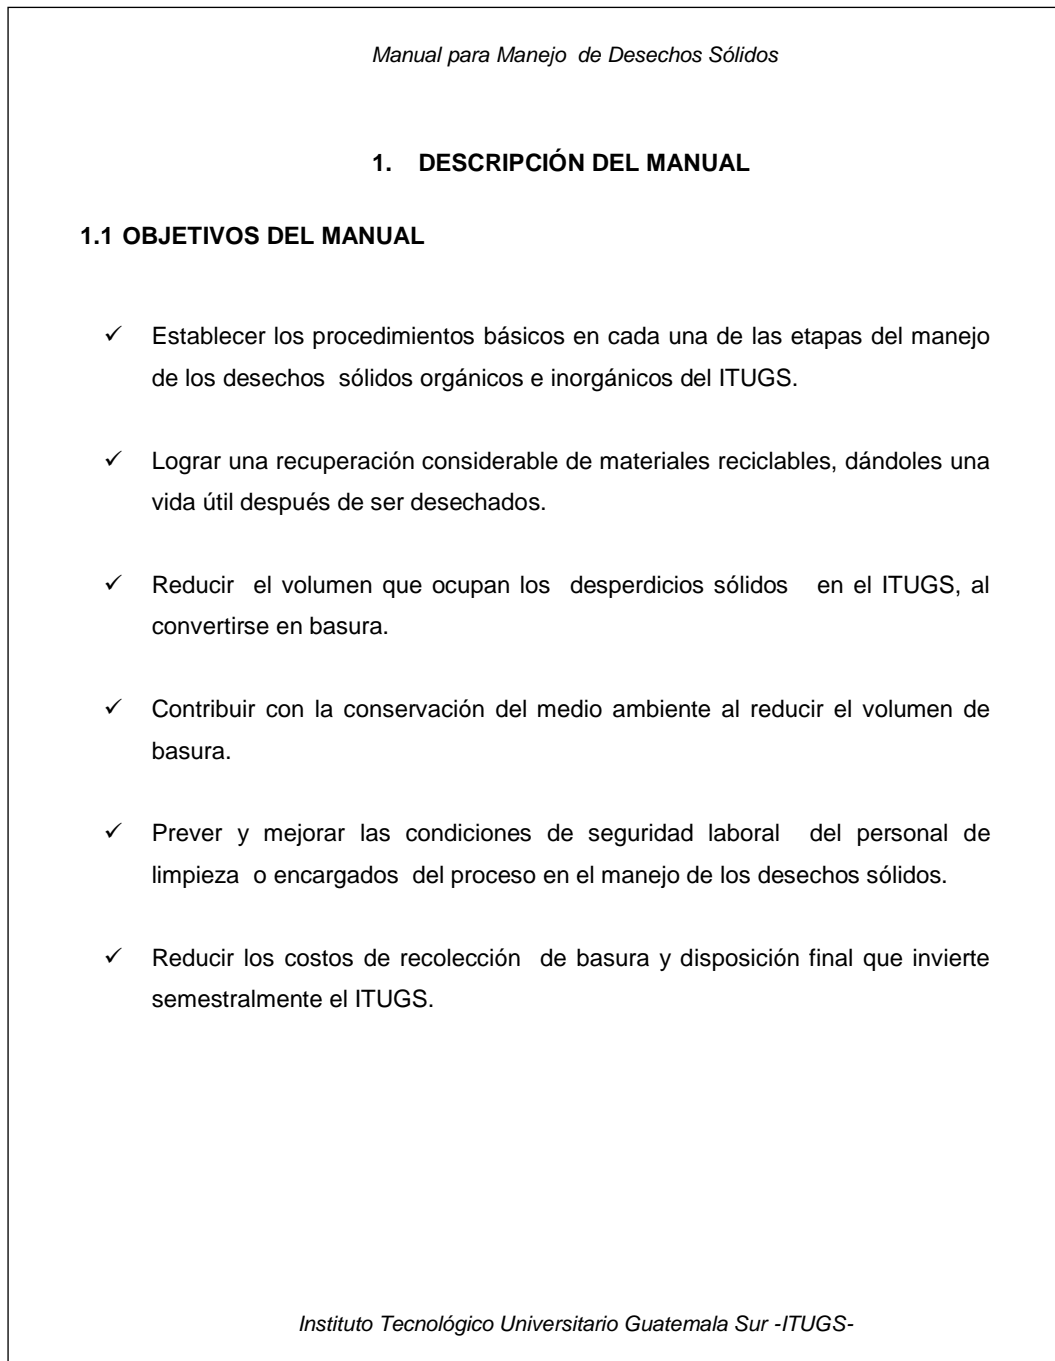 Manual para Manejo de Desechos Sólidos
1. DESCRIPCIÓN DEL MANUAL
1.1 OBJETIVOS DEL MANUAL
✓ Establecer los procedimientos básicos en cada una de las etapas del manejo
de los desechos sólidos orgánicos e inorgánicos del ITUGS.
✓ Lograr una recuperación considerable de materiales reciclables, dándoles una
vida útil después de ser desechados.
✓ Reducir el volumen que ocupan los desperdicios sólidos en el ITUGS, al
convertirse en basura.
✓ Contribuir con la conservación del medio ambiente al reducir el volumen de
basura.
✓ Prever y mejorar las condiciones de seguridad laboral del personal de
limpieza o encargados del proceso en el manejo de los desechos sólidos.
✓ Reducir los costos de recolección de basura y disposición final que invierte
semestralmente el ITUGS.
Instituto Tecnológico Universitario Guatemala Sur -ITUGS-